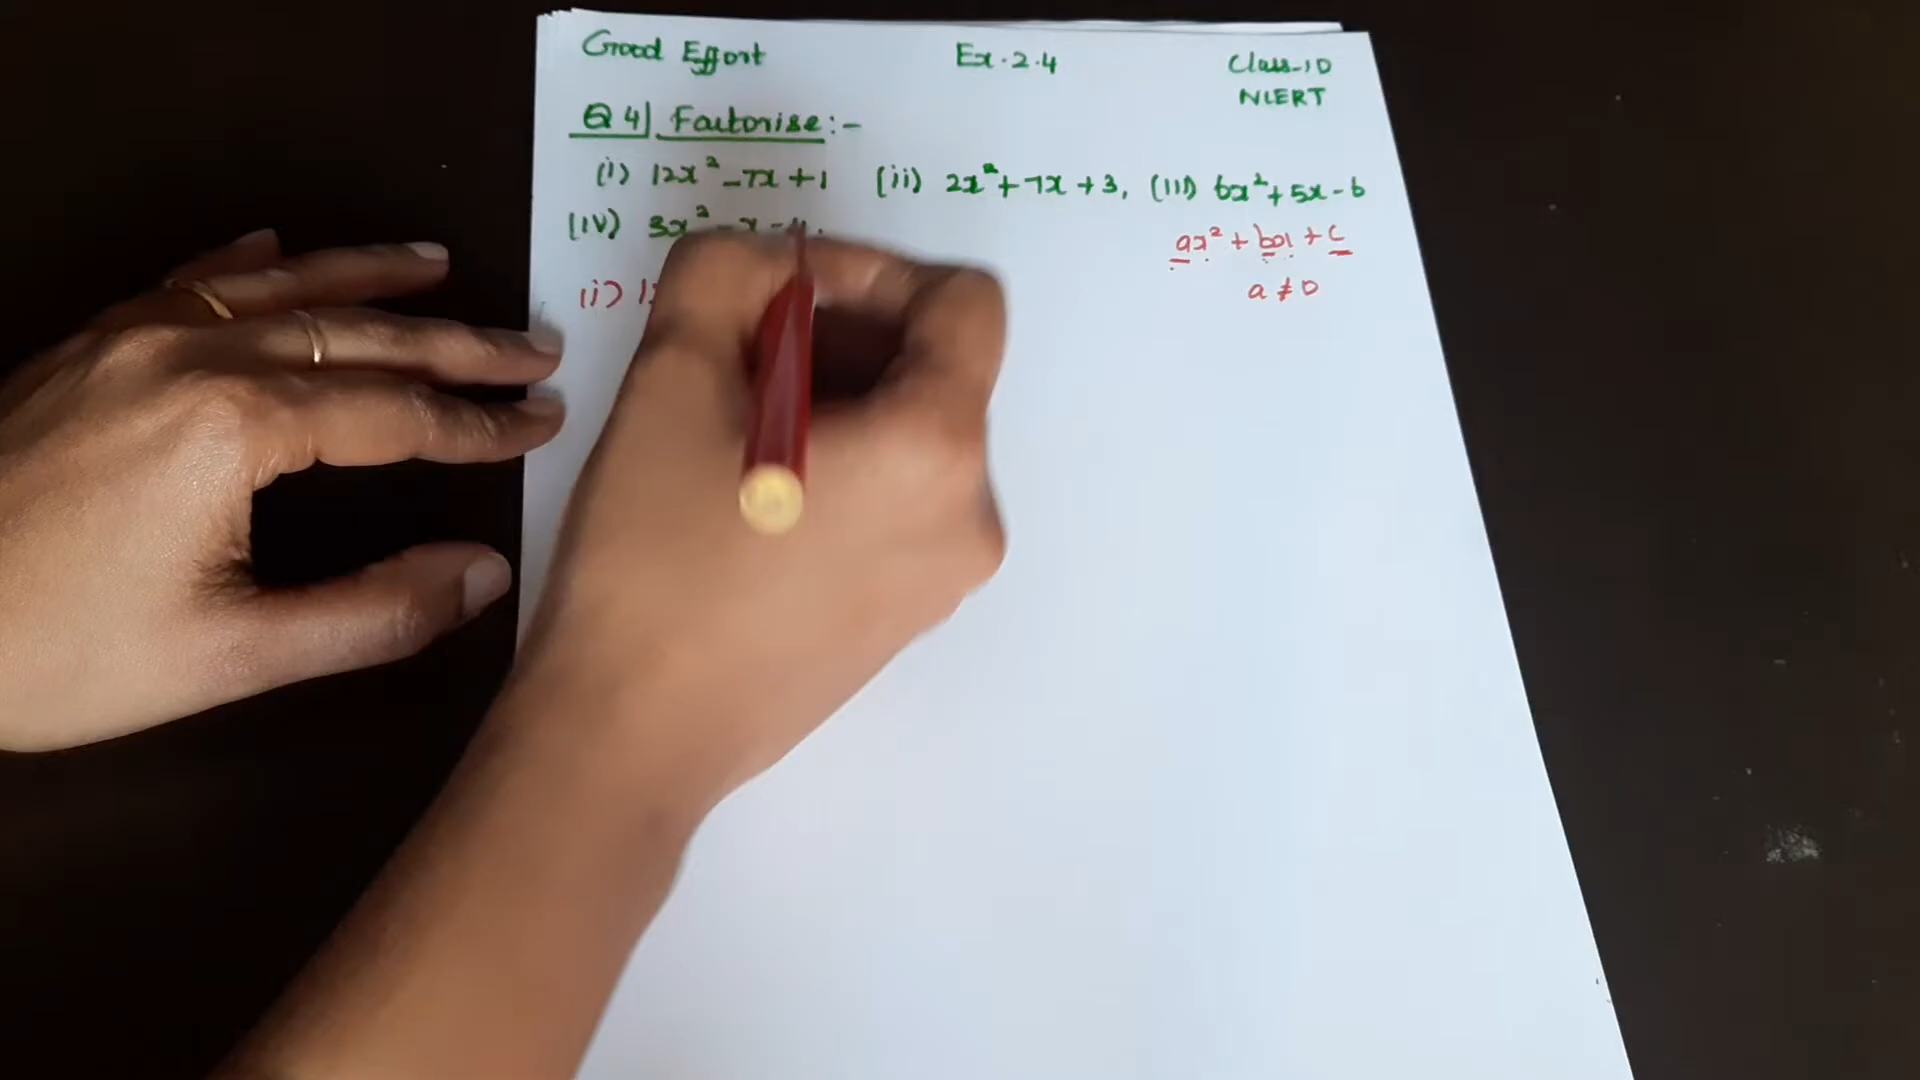 Good Effort Ex.2.4 Class-10
NCERT
Q4) Factorise:-
(i) 12x² -7x +1 (ii) 2x² + 7x + 3, (III) 6x² + 5x - 6
(IV) 3x² - x - 4.
ax² + bx + c
(i)
a ≠ 0